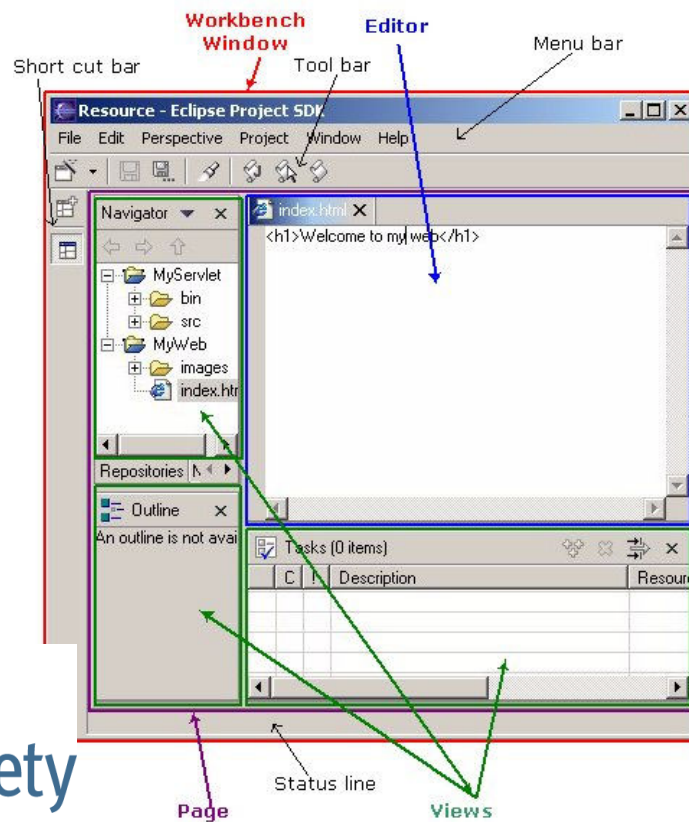 Workbench
Window
Editor
Menu bar
Short cut bar
Tool bar
Resource - Eclipse Project SDK
File Edit Perspective Project Window Help
Navigator
index.html
<h1>Welcome to my web</h1>
MyServlet
bin
src
MyWeb
images
index.htr
Repositories
Outline
An outline is not avai
Tasks (0 items)
C ! Description Resour
ety
Status line
Page
Views